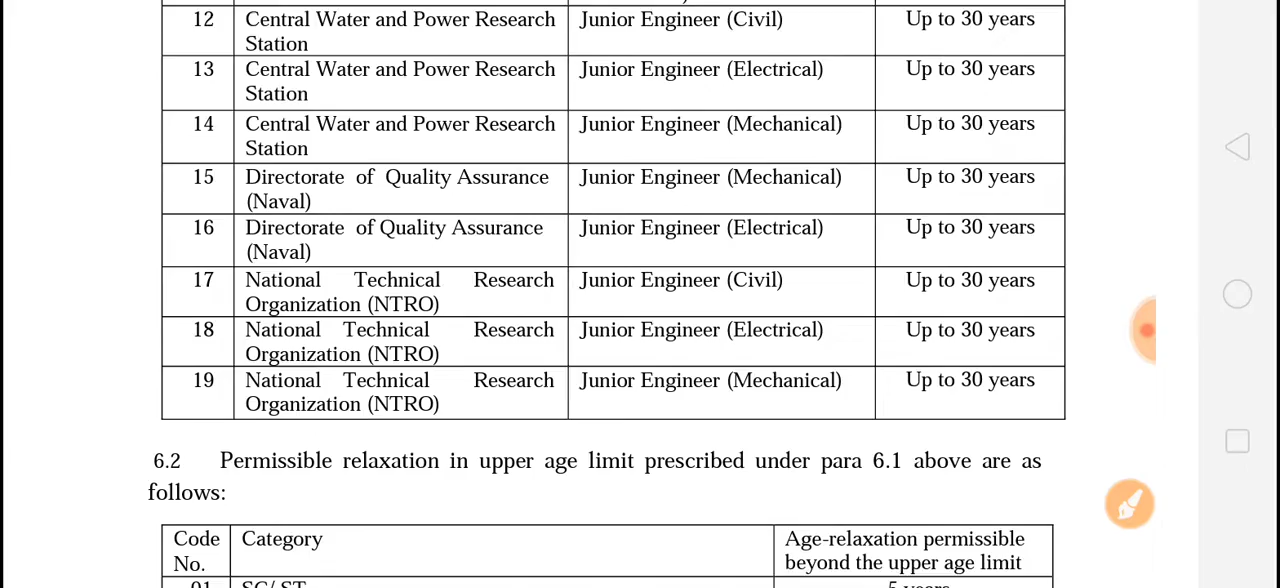 12 Central Water and Power Research Junior Engineer (Civil) Up to 30 years
Station
13 Central Water and Power Research Junior Engineer (Electrical) Up to 30 years
Station
14 Central Water and Power Research Junior Engineer (Mechanical) Up to 30 years
Station
15 Directorate of Quality Assurance Junior Engineer (Mechanical) Up to 30 years
(Naval)
16 Directorate of Quality Assurance Junior Engineer (Electrical) Up to 30 years
(Naval)
17 National Technical Research Junior Engineer (Civil) Up to 30 years
Organization (NTRO)
18 National Technical Research Junior Engineer (Electrical) Up to 30 years
Organization (NTRO)
19 National Technical Research Junior Engineer (Mechanical) Up to 30 years
Organization (NTRO)
6.2 Permissible relaxation in upper age limit prescribed under para 6.1 above are as
follows:
Code Category Age-relaxation permissible
No. beyond the upper age limit
01 SC/ ST 5 years